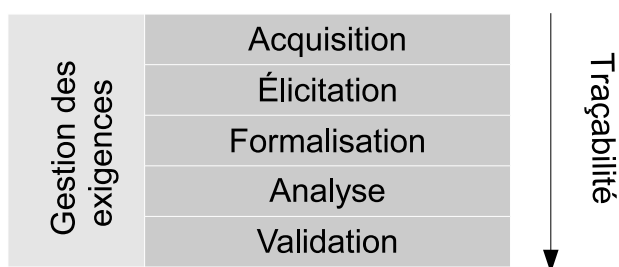 Gestion des
exigences
Acquisition
Élicitation
Formalisation
Analyse
Validation
Traçabilité